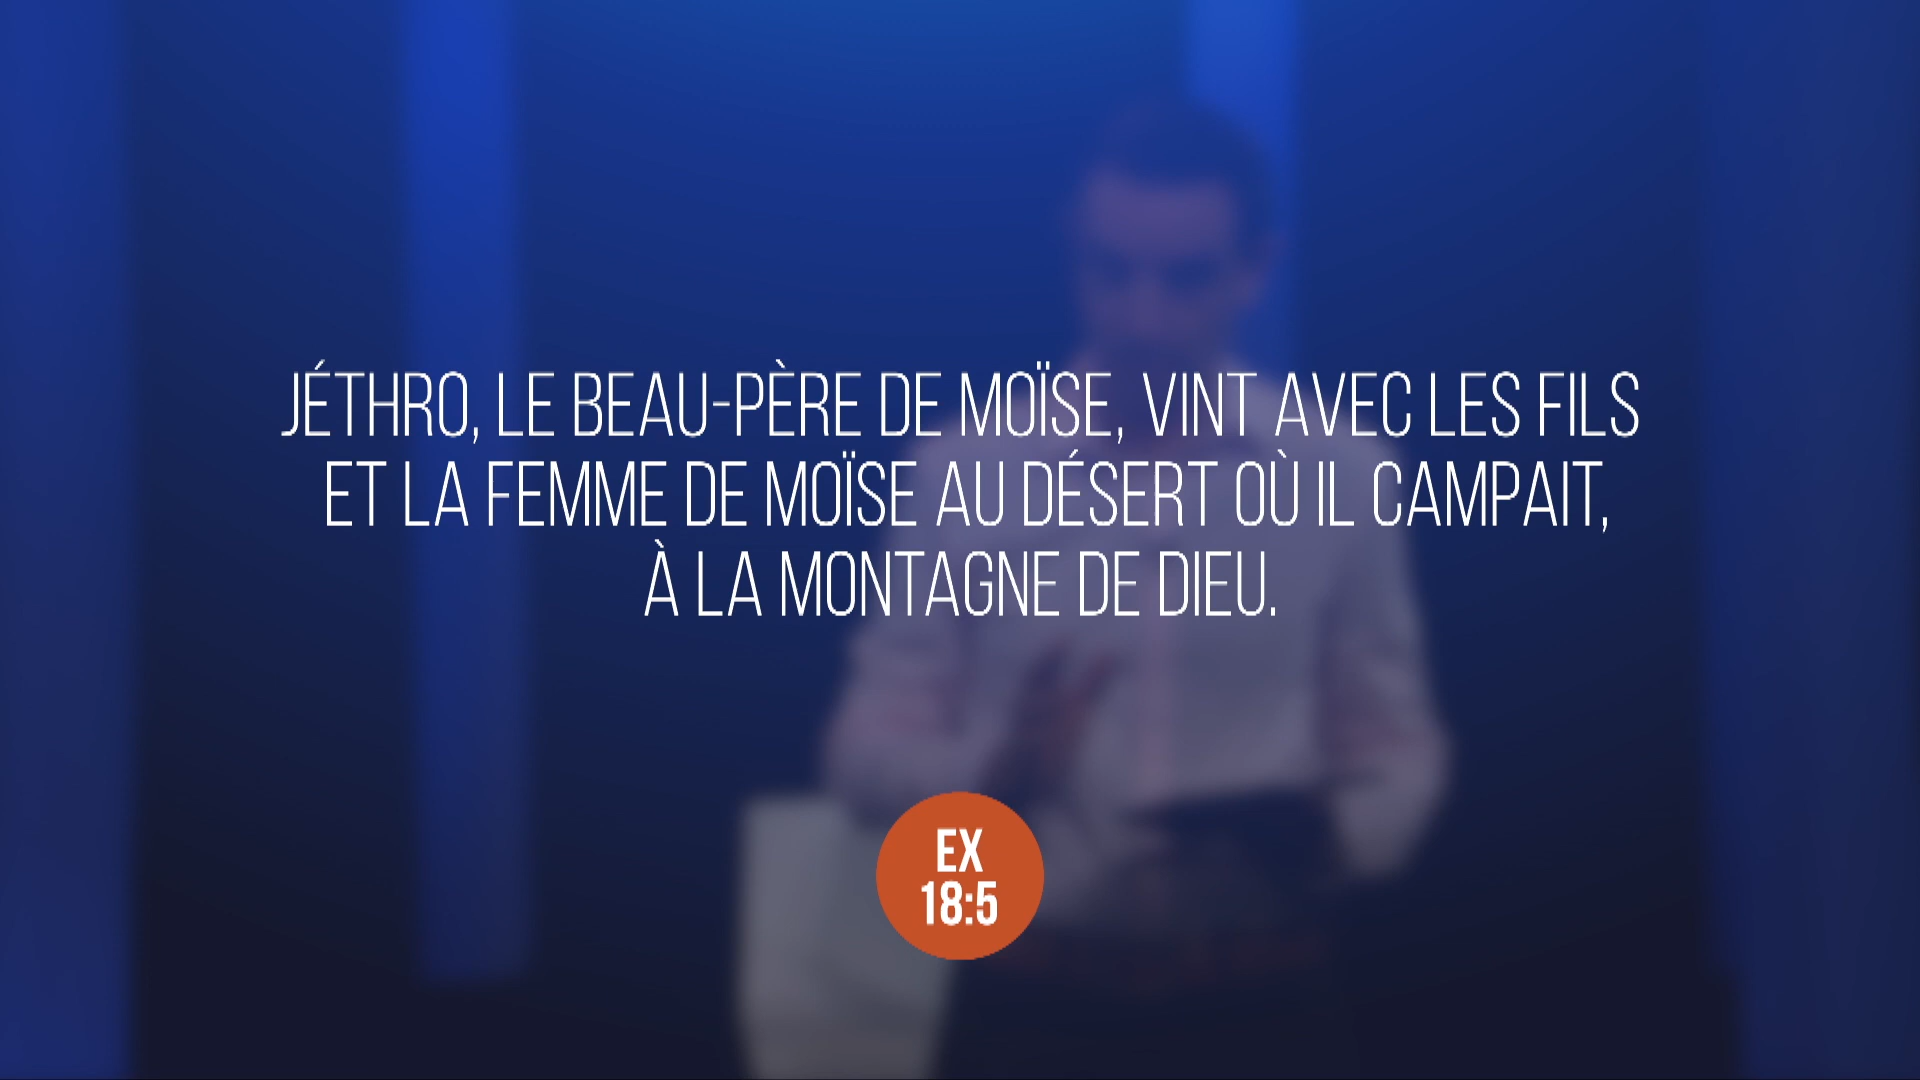 JÉTHRO, LE BEAU-PÈRE DE MOÏSE, VINT AVEC LES FILS
ET LA FEMME DE MOÏSE AU DÉSERT OÙ IL CAMPAIT,
À LA MONTAGNE DE DIEU.
EX
18:5